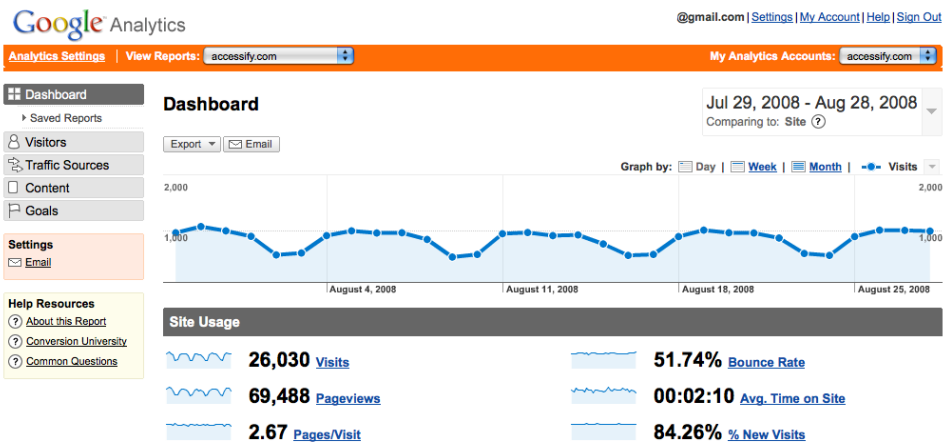 Google Analytics
@gmail.com | Settings | My Account | Help | Sign Out
Analytics Settings | View Reports: accessify.com My Analytics Accounts: accessify.com
Dashboard
Saved Reports
Visitors
Traffic Sources
Content
Goals
Settings
Email
Help Resources
? About this Report
? Conversion University
? Common Questions
Dashboard
Jul 29, 2008 - Aug 28, 2008
Comparing to: Site ?
Export Email
Graph by: Day | Week | Month | Visits
2,000 2,000
1,000 1,000
August 4, 2008 August 11, 2008 August 18, 2008 August 25, 2008
Site Usage
26,030 Visits 51.74% Bounce Rate
69,488 Pageviews 00:02:10 Avg. Time on Site
2.67 Pages/Visit 84.26% % New Visits